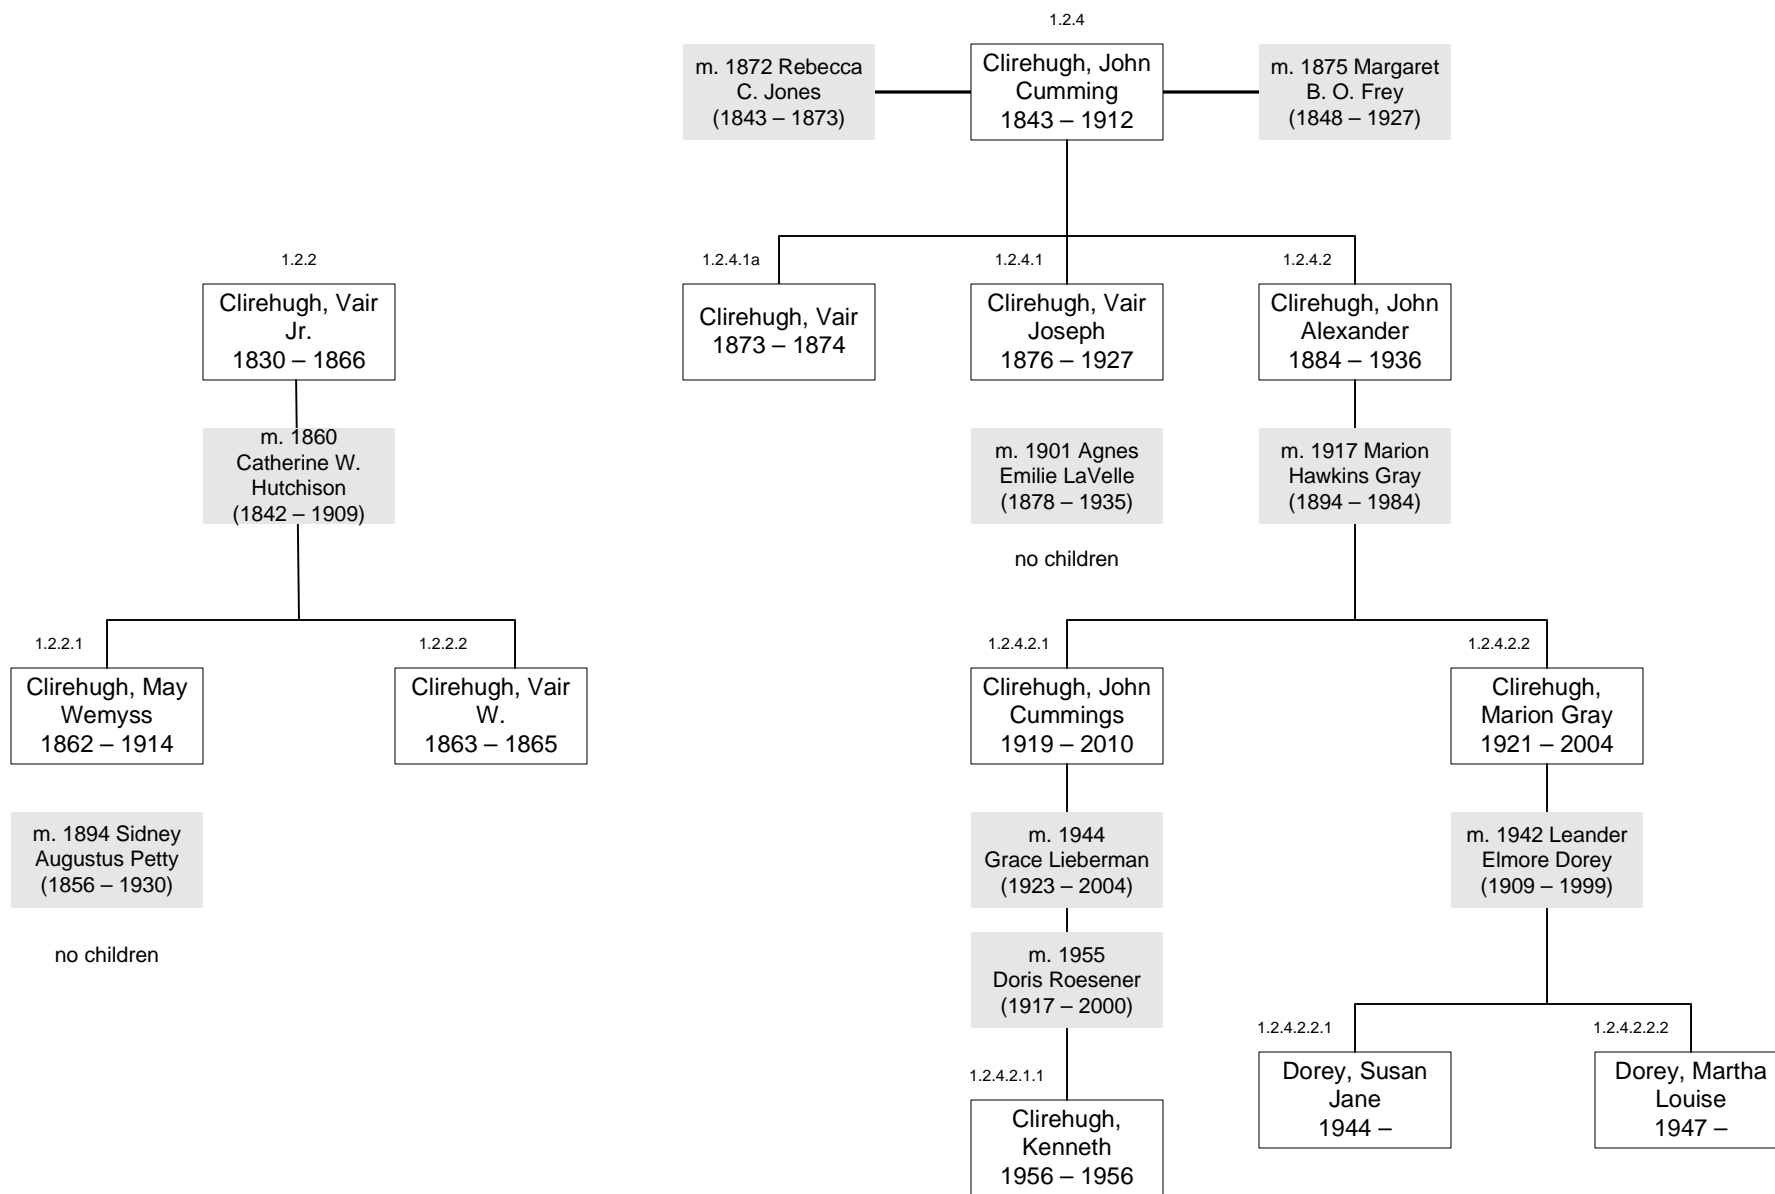 1.2.4
m. 1872 Rebecca
C. Jones
(1843 – 1873)
Clirehugh, John
Cumming
1843 – 1912
m. 1875 Margaret
B. O. Frey
(1848 – 1927)
1.2.2
Clirehugh, Vair
Jr.
1830 – 1866
1.2.4.1a
Clirehugh, Vair
1873 – 1874
1.2.4.1
Clirehugh, Vair
Joseph
1876 – 1927
1.2.4.2
Clirehugh, John
Alexander
1884 – 1936
m. 1860
Catherine W.
Hutchison
(1842 – 1909)
m. 1901 Agnes
Emilie LaVelle
(1878 – 1935)
no children
m. 1917 Marion
Hawkins Gray
(1894 – 1984)
1.2.2.1
Clirehugh, May
Wemyss
1862 – 1914
1.2.2.2
Clirehugh, Vair
W.
1863 – 1865
1.2.4.2.1
Clirehugh, John
Cummings
1919 – 2010
1.2.4.2.2
Clirehugh,
Marion Gray
1921 – 2004
m. 1894 Sidney
Augustus Petty
(1856 – 1930)
no children
m. 1944
Grace Lieberman
(1923 – 2004)
m. 1942 Leander
Elmore Dorey
(1909 – 1999)
m. 1955
Doris Roesener
(1917 – 2000)
1.2.4.2.1.1
Clirehugh,
Kenneth
1956 – 1956
1.2.4.2.2.1
Dorey, Susan
Jane
1944 –
1.2.4.2.2.2
Dorey, Martha
Louise
1947 –